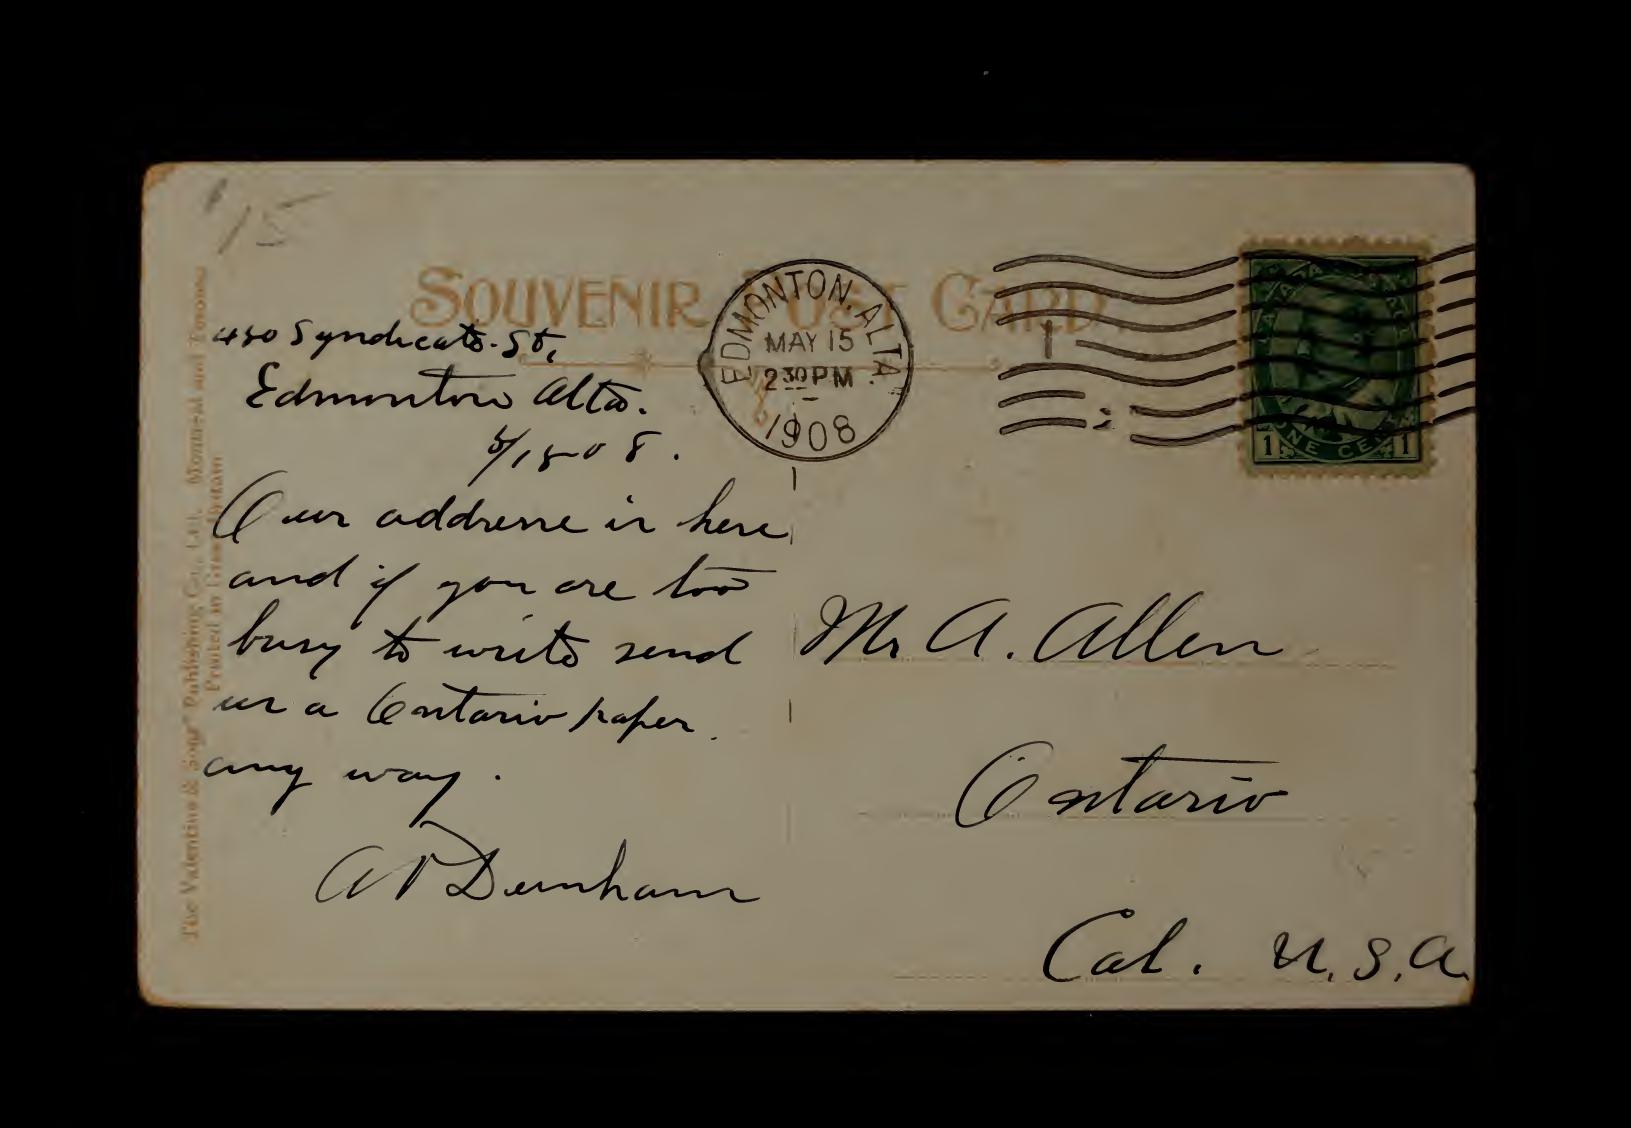 $15
SOUVENIR POST CARD
EDMONTON. ALTA.
MAY 15
2 30 PM
1908
1
ONE CENT
1 1
480 Syndicate. St,
Edmonton Alta.
5/15 08.
Our address is here
and if you are too
busy to write send
us a Ontario paper
any way.
A P Dunham
Mr A. Allen
Ontario
Cal. U.S.A.
The Valentine & Sons' Publishing Co., Ltd., Montreal and Toronto
Printed in Great Britain